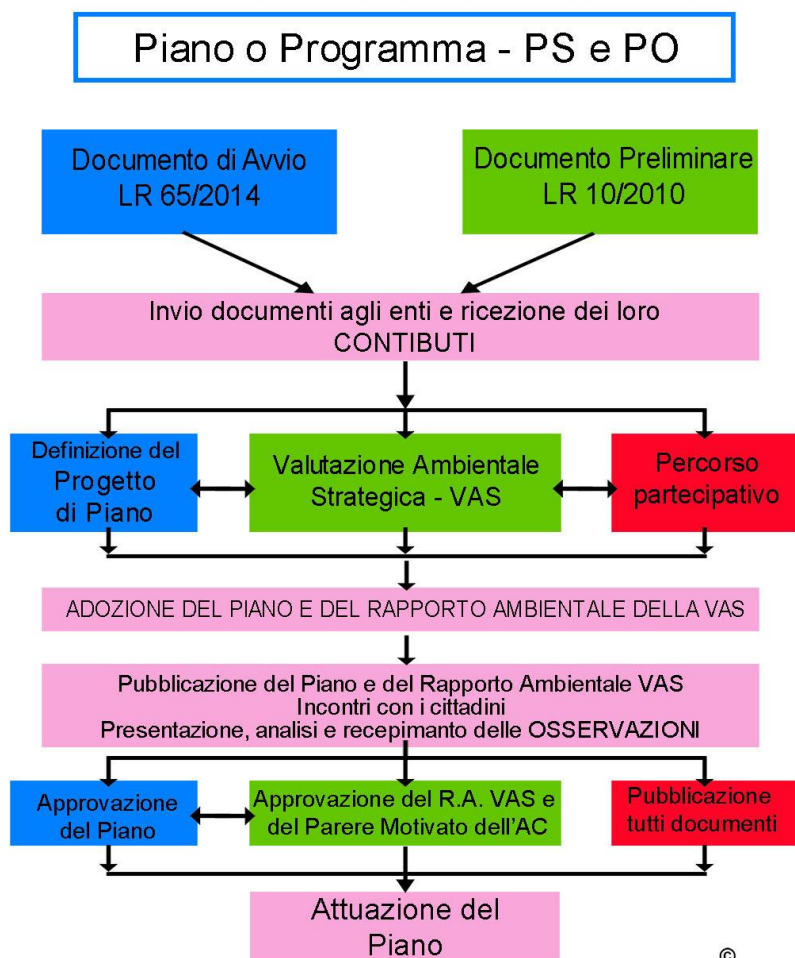 Piano o Programma - PS e PO
Documento di Avvio
LR 65/2014
Documento Preliminare
LR 10/2010
Invio documenti agli enti e ricezione dei loro
CONTIBUTI
Definizione del
Progetto
di Piano
Valutazione Ambientale
Strategica - VAS
Percorso
partecipativo
ADOZIONE DEL PIANO E DEL RAPPORTO AMBIENTALE DELLA VAS
Pubblicazione del Piano e del Rapporto Ambientale VAS
Incontri con i cittadini
Presentazione, analisi e recepimanto delle OSSERVAZIONI
Approvazione
del Piano
Approvazione del R.A. VAS e
del Parere Motivato dell'AC
Pubblicazione
tutti documenti
Attuazione del
Piano
©